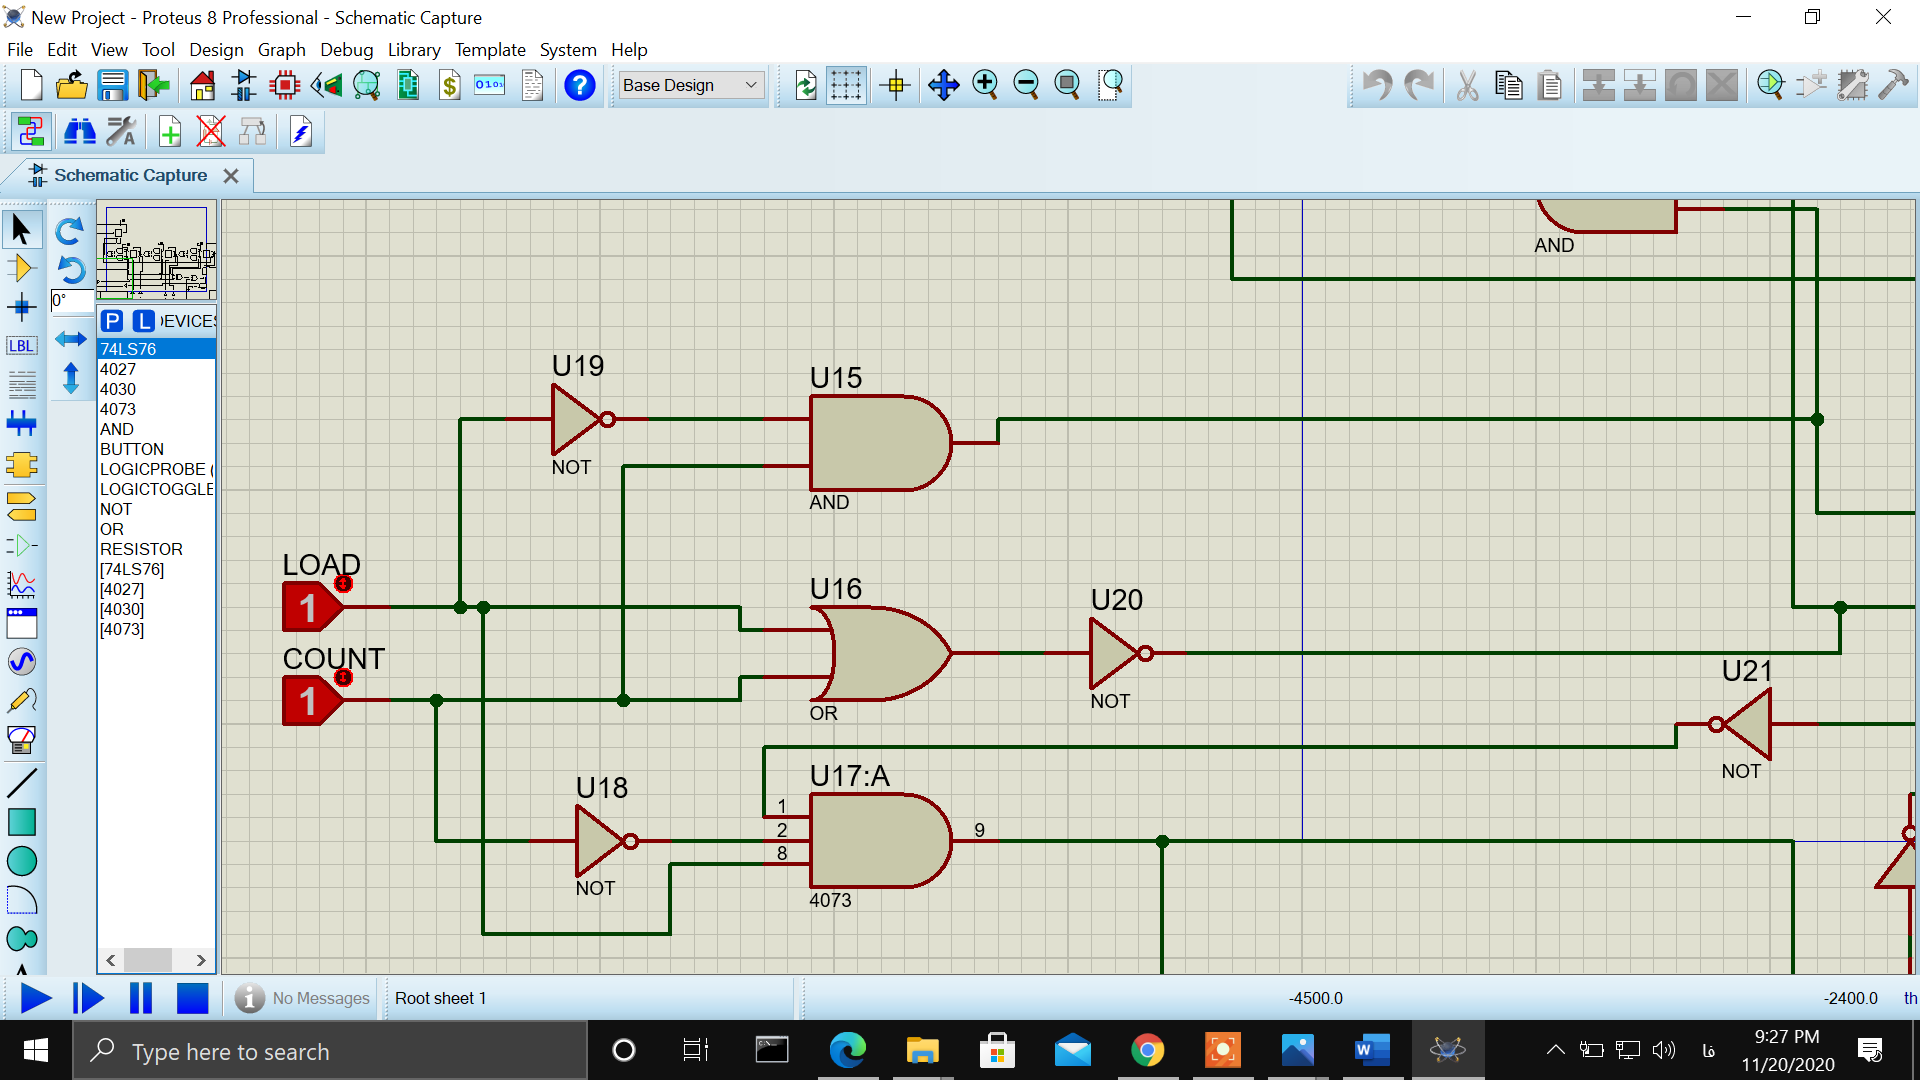 New Project - Proteus 8 Professional - Schematic Capture
File Edit View Tool Design Graph Debug Library Template System Help
$ 0101 ? Base Design
Schematic Capture
0°
P L EVICES
LBL
74LS76
4027
4030
4073
AND
BUTTON
LOGICPROBE (
LOGICTOGGLE
NOT
OR
RESISTOR
[74LS76]
[4027]
[4030]
[4073]
AND
U19
NOT
U15
AND
LOAD
1
COUNT
1
U16
OR
U20
NOT
U21
NOT
U18
NOT
U17:A
1
2
8
9
4073
No Messages
Root sheet 1
-4500.0
-2400.0
th
Type here to search
فا
9:27 PM
11/20/2020